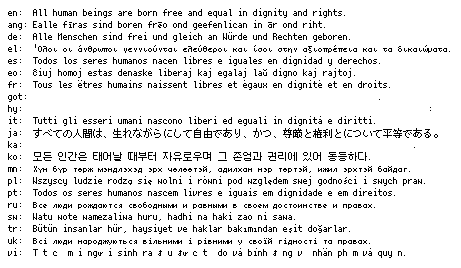 en: All human beings are born free and equal in dignity and rights.
ang: Ealle fīras sind boren frēo ond geefenlican in ār ond riht.
de: Alle Menschen sind frei und gleich an Würde und Rechten geboren.
el: Ὅλοι οι άνθρωποι γεννιούνται ελεύθεροι και ίσοι στην αξιοπρέπεια και τα δικαιώματα.
es: Todos los seres humanos nacen libres e iguales en dignidad y derechos.
eo: Ĉiuj homoj estas denaske liberaj kaj egalaj laŭ digno kaj rajtoj.
fr: Tous les êtres humains naissent libres et égaux en dignité et en droits.
got: .
hy: :
it: Tutti gli esseri umani nascono liberi ed eguali in dignità e diritti.
ja: すべての人間は、生れながらにして自由であり、かつ、尊厳と権利とについて平等である。
ka: .
ko: 모든 인간은 태어날 때부터 자유로우며 그 존엄과 권리에 있어 동등하다.
mn: Хүн бүр төрж мэндлэхэд эрх чөлөөтэй, адилхан нэр төртэй, ижил эрхтэй байдаг.
pl: Wszyscy ludzie rodzą się wolni i równi pod względem swej godności i swych praw.
pt: Todos os seres humanos nascem livres e iguais em dignidade e em direitos.
ru: Все люди рождаются свободными и равными в своем достоинстве и правах.
sw: Watu wote wamezaliwa huru, hadhi na haki zao ni sawa.
tr: Bütün insanlar hür, haysiyet ve haklar bakımından eşit doğarlar.
uk: Всі люди народжуються вільними і рівними у своїй гідності та правах.
vi: T t c m i ng i sinh ra đ u đ c t do và bình đ ng v nhân ph m và quy n.